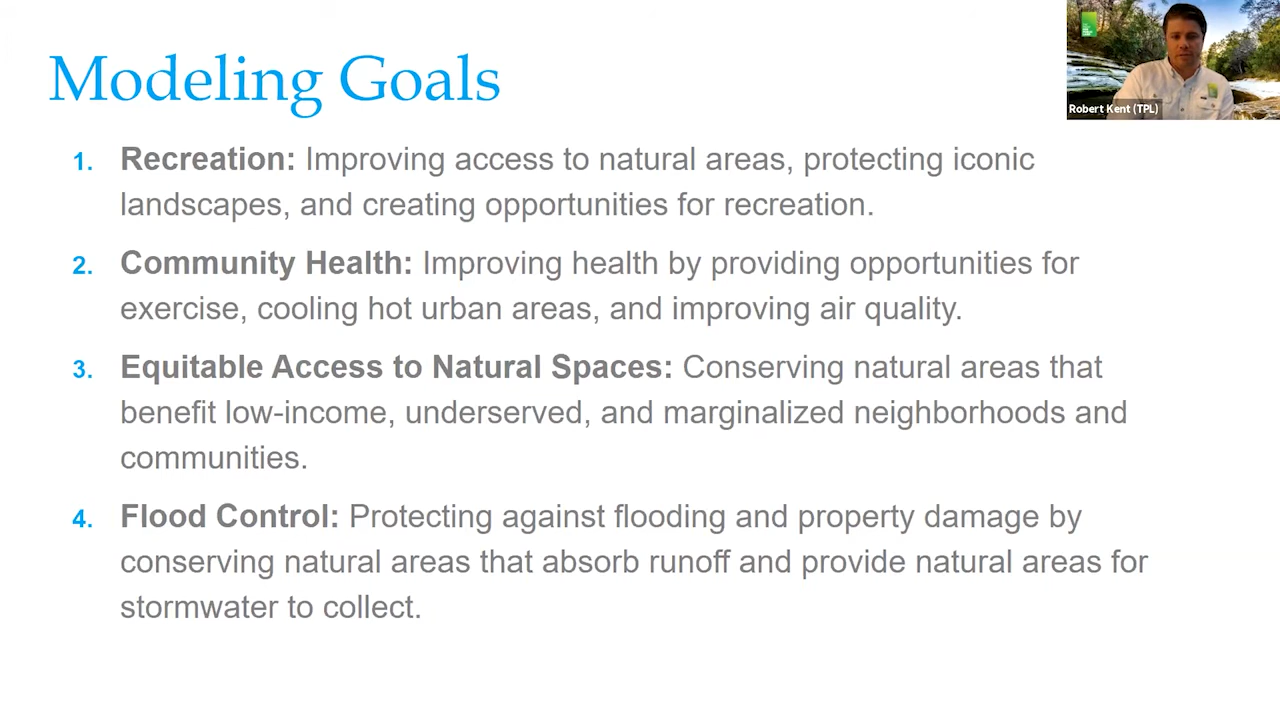 Modeling Goals
Robert Kent (TPL)
1. Recreation: Improving access to natural areas, protecting iconic
landscapes, and creating opportunities for recreation.
2. Community Health: Improving health by providing opportunities for
exercise, cooling hot urban areas, and improving air quality.
3. Equitable Access to Natural Spaces: Conserving natural areas that
benefit low-income, underserved, and marginalized neighborhoods and
communities.
4. Flood Control: Protecting against flooding and property damage by
conserving natural areas that absorb runoff and provide natural areas for
stormwater to collect.